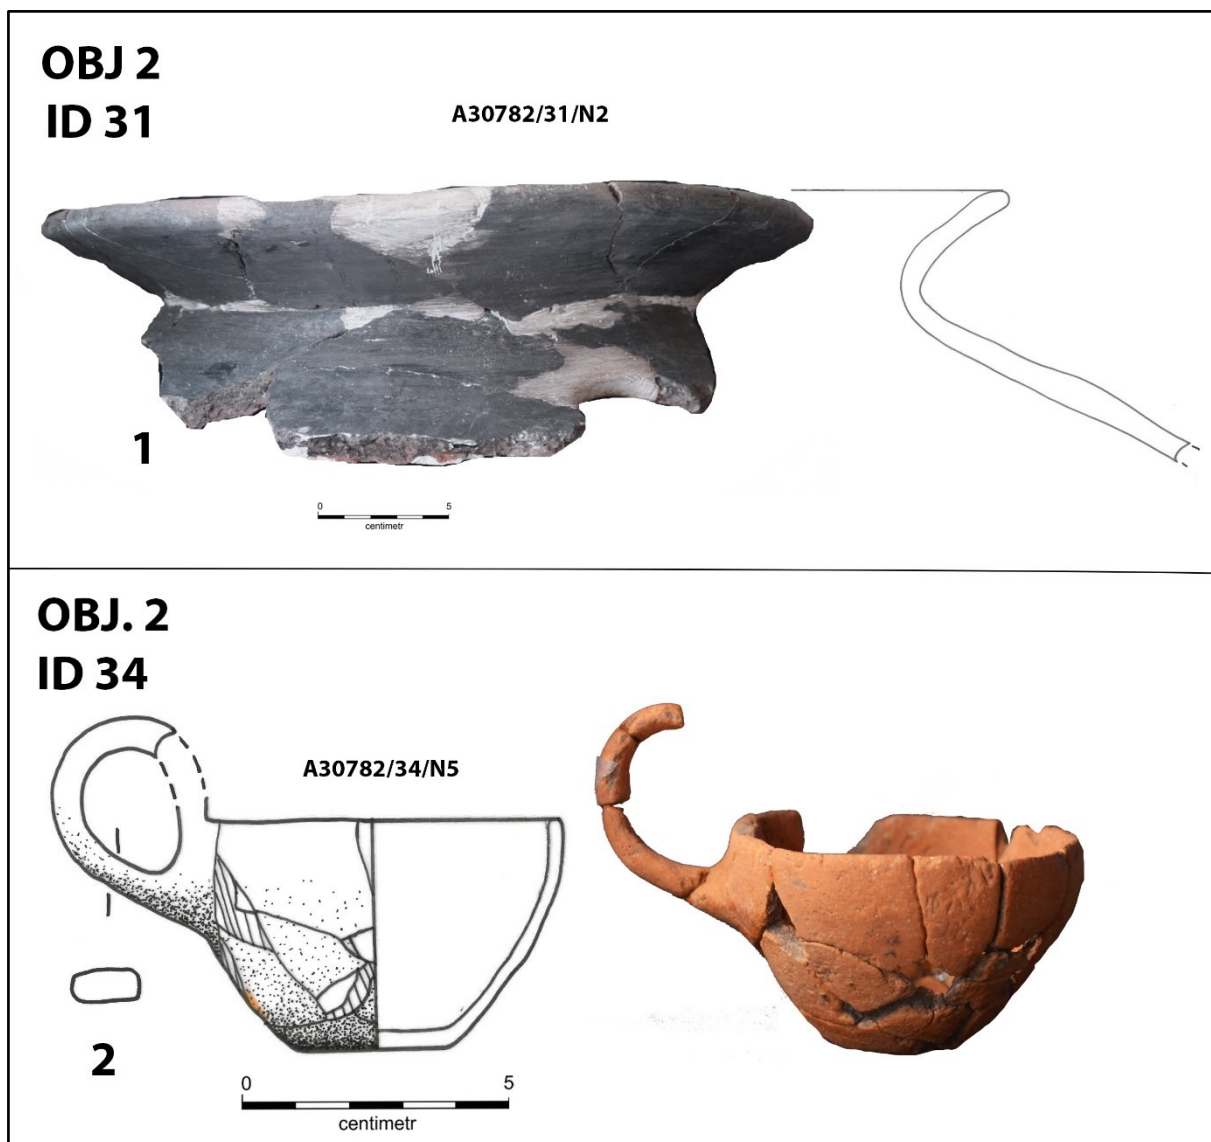 OBJ 2
ID 31
A30782/31/N2
1
0 5
centimetr
OBJ. 2
ID 34
A30782/34/N5
2
0 5
centimetr